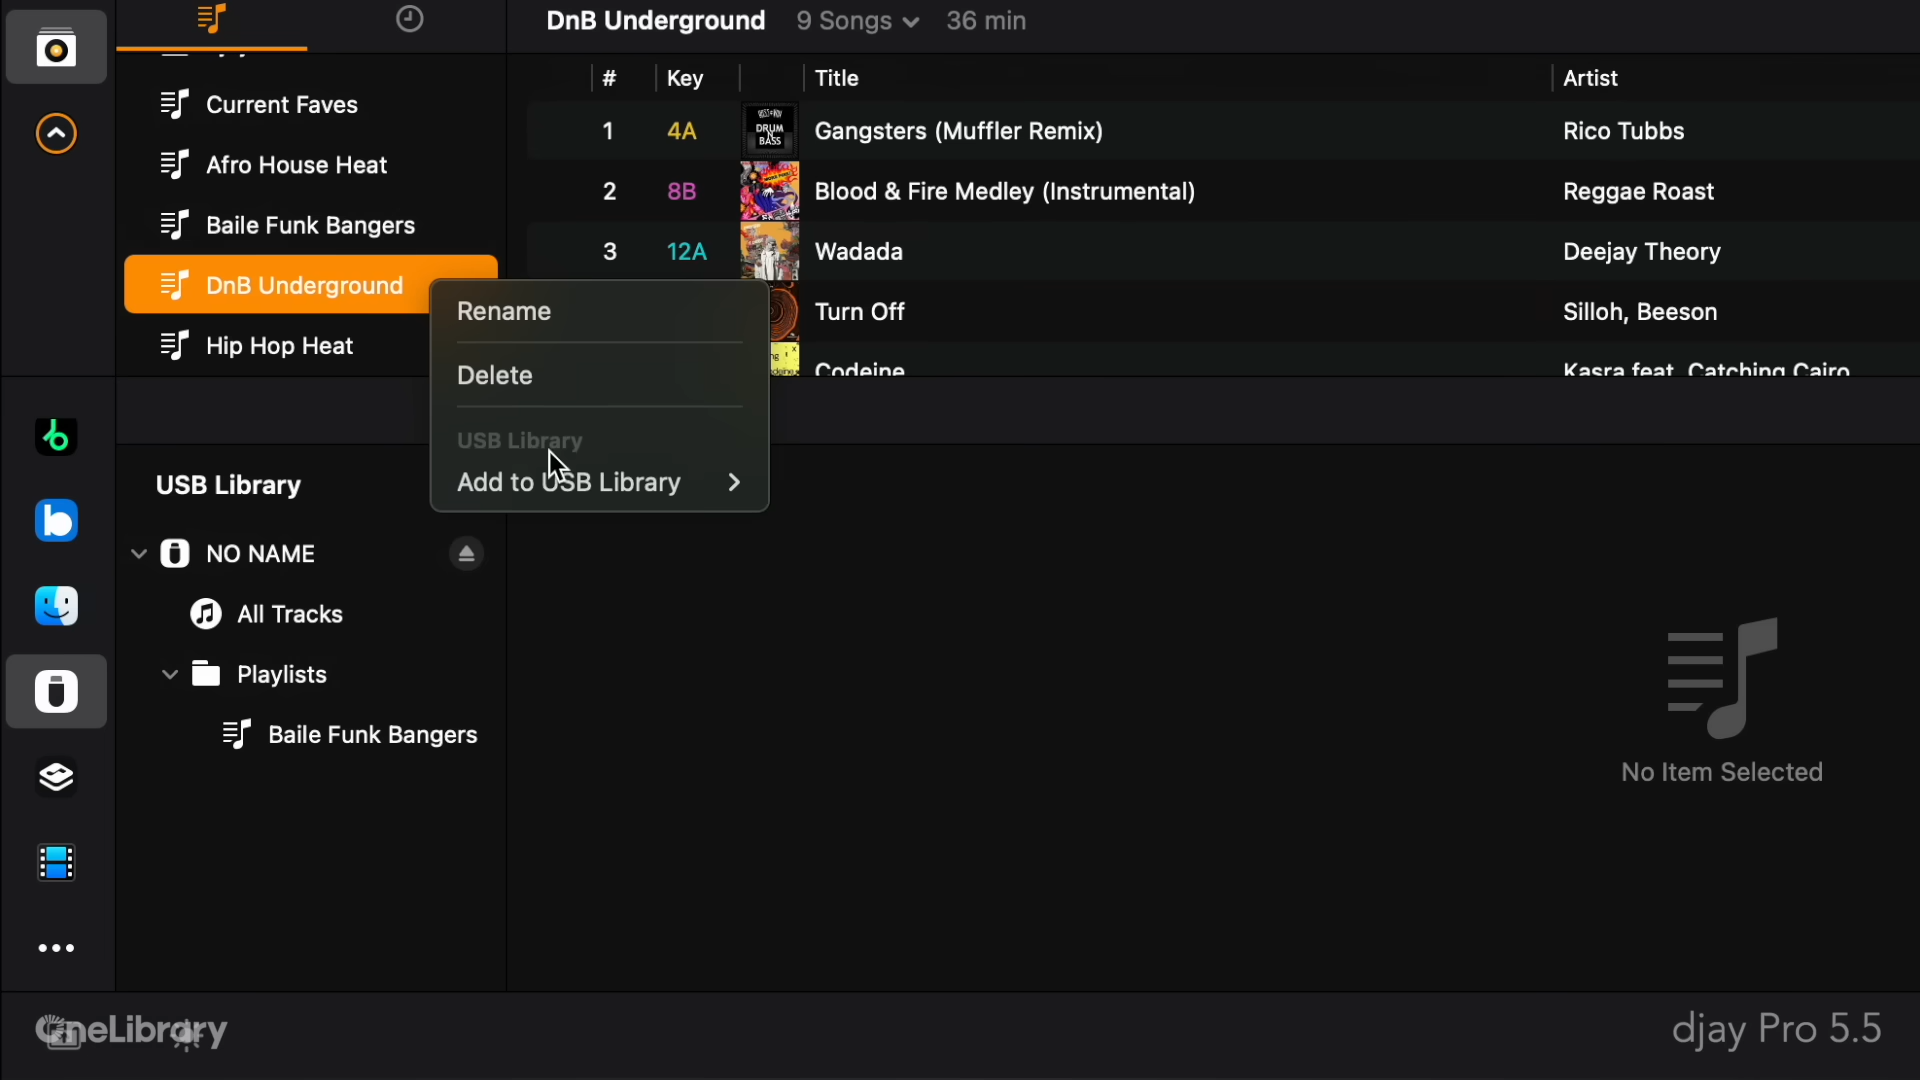 DnB Underground 9 Songs 36 min
# Key Title Artist
Current Faves
Afro House Heat
Baile Funk Bangers
DnB Underground
Hip Hop Heat
1 4A Gangsters (Muffler Remix) Rico Tubbs
2 8B Blood & Fire Medley (Instrumental) Reggae Roast
3 12A Wadada Deejay Theory
Turn Off Silloh, Beeson
Codeine Kasra feat. Catching Cairo
DRUM
N
BASS
Rename
Delete
USB Library
Add to USB Library
USB Library
NO NAME
All Tracks
Playlists
Baile Funk Bangers
No Item Selected
OneLibrary
djay Pro 5.5